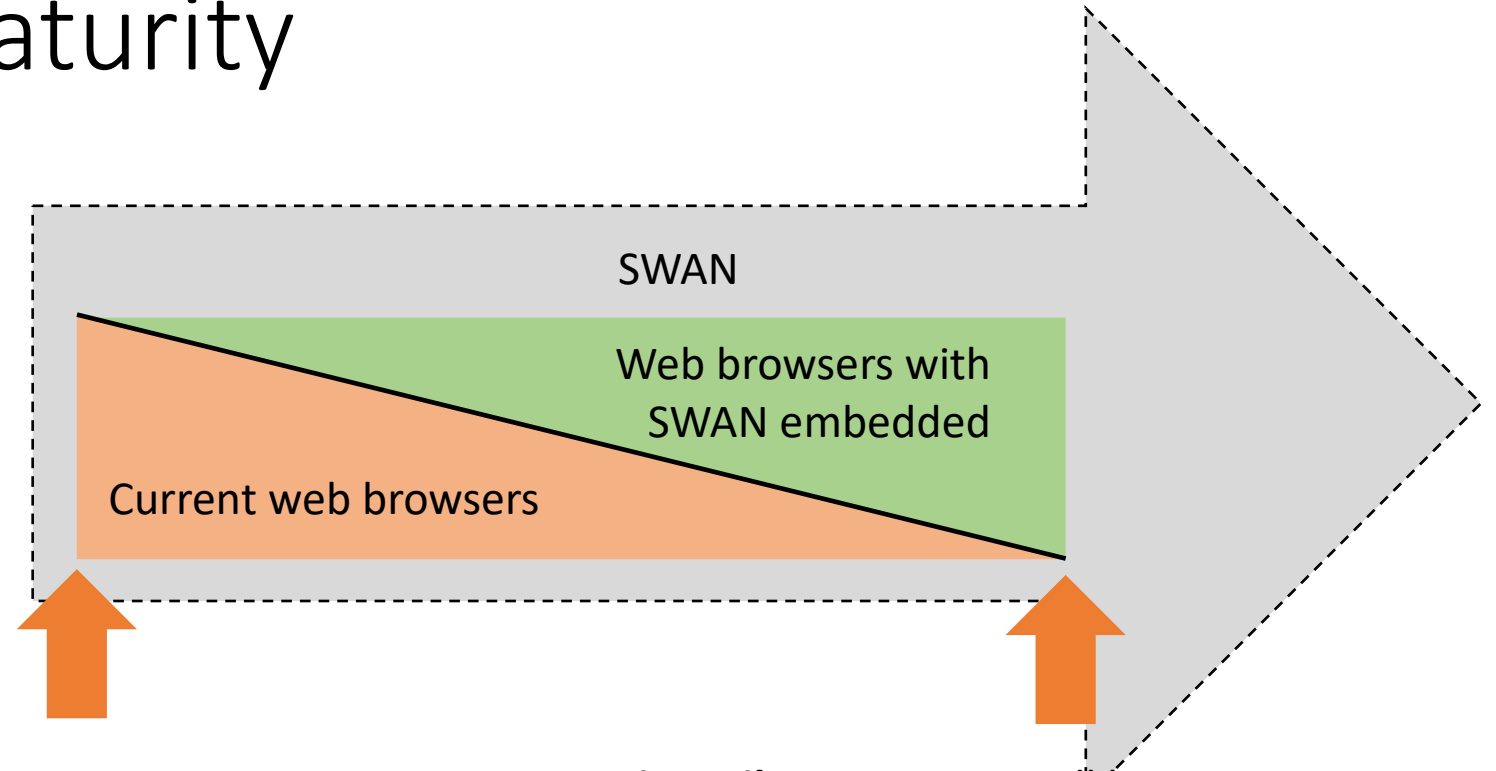 aturity
SWAN
Web browsers with
SWAN embedded
Current web browsers